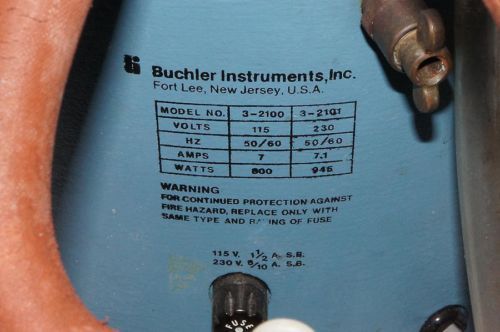 Buchler Instruments, Inc.
Fort Lee, New Jersey, U.S.A.
MODEL NO. 3-2100 3-2101
VOLTS 115 230
HZ 50/60 50/60
AMPS 7 7.1
WATTS 800 945
WARNING
FOR CONTINUED PROTECTION AGAINST
FIRE HAZARD, REPLACE ONLY WITH
SAME TYPE AND RATING OF FUSE
115 V. 1 1/2 A. S.B.
230 V. 8/10 A. S.B.
FUSE